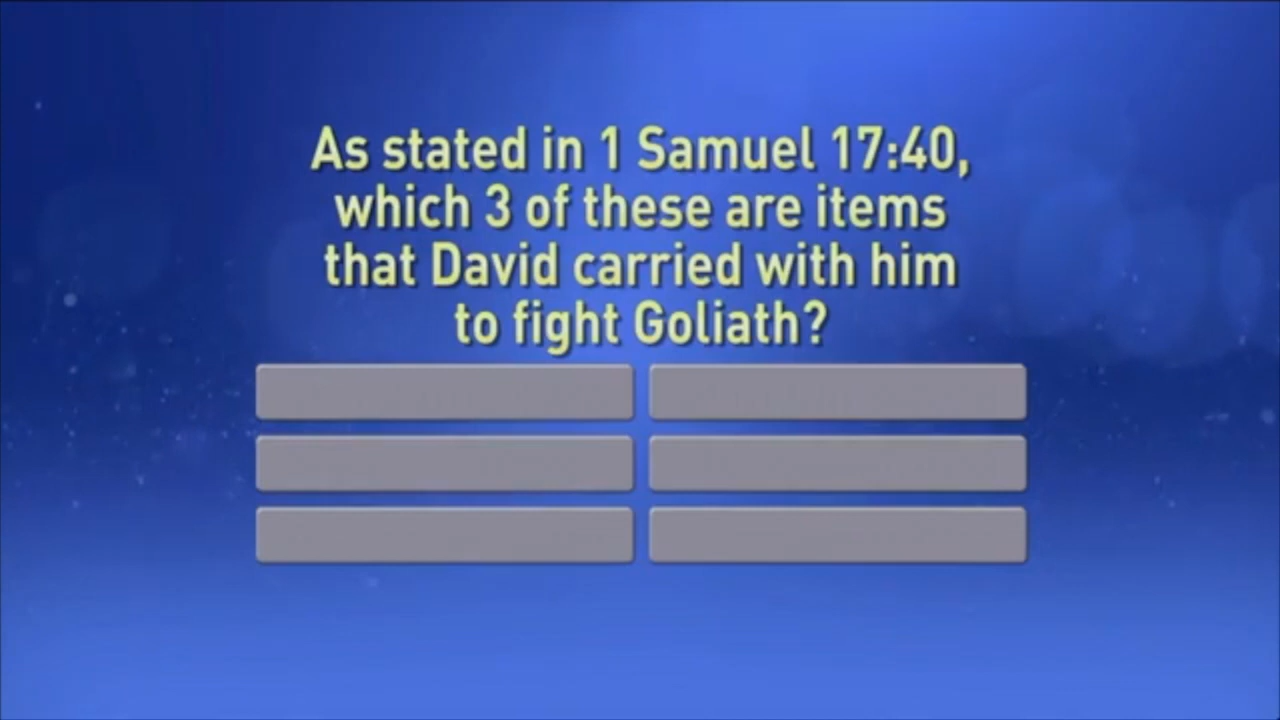 As stated in 1 Samuel 17:40,
which 3 of these are items
that David carried with him
to fight Goliath?